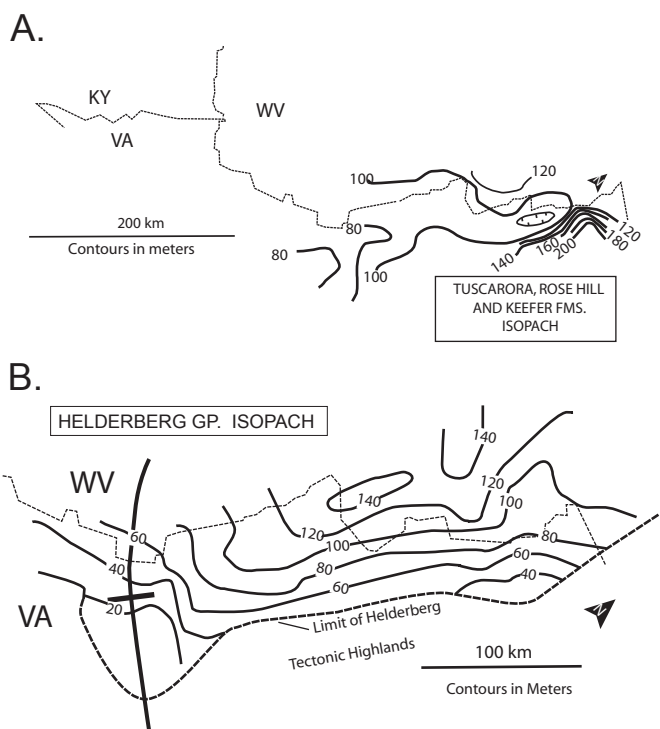 A.
KY
WV
VA
120
100
200 km
Contours in meters
80
80
100
140
160
200
120
180
TUSCARORA, ROSE HILL
AND KEEFER FMS.
ISOPACH
B.
HELDERBERG GP. ISOPACH
140
WV
140
120
120
100
100
60
80
80
40
60
60
40
20
VA
Limit of Helderberg
Tectonic Highlands
N
100 km
Contours in Meters